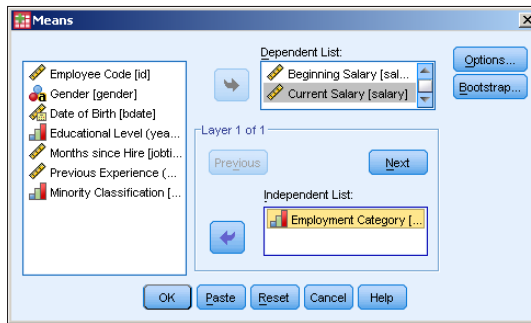 Means
Employee Code [id]
Gender [gender]
Date of Birth [bdate]
Educational Level (yea...
Months since Hire [jobti...
Previous Experience (...
Minority Classification [...
Dependent List:
Beginning Salary [sal...
Current Salary [salary]
Layer 1 of 1
Previous
Next
Independent List:
Employment Category [...
Options...
Bootstrap...
OK
Paste
Reset
Cancel
Help